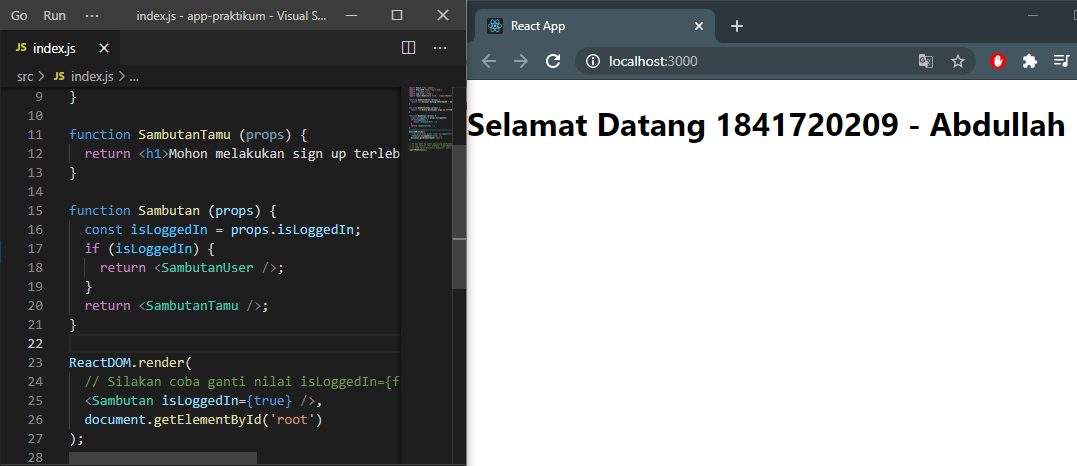 Go Run ··· index.js - app-praktikum - Visual S...
JS index.js
src > JS index.js > ...
9 }
10
11 function SambutanTamu (props) {
12 return <h1>Mohon melakukan sign up terleb
13 }
14
15 function Sambutan (props) {
16 const isLoggedIn = props.isLoggedIn;
17 if (isLoggedIn) {
18 return <SambutanUser />;
19 }
20 return <SambutanTamu />;
21 }
22
23 ReactDOM.render(
24 // Silakan coba ganti nilai isLoggedIn={f
25 <Sambutan isLoggedIn={true} />,
26 document.getElementById('root')
27 );
28
React App
localhost:3000
Selamat Datang 1841720209 - Abdullah